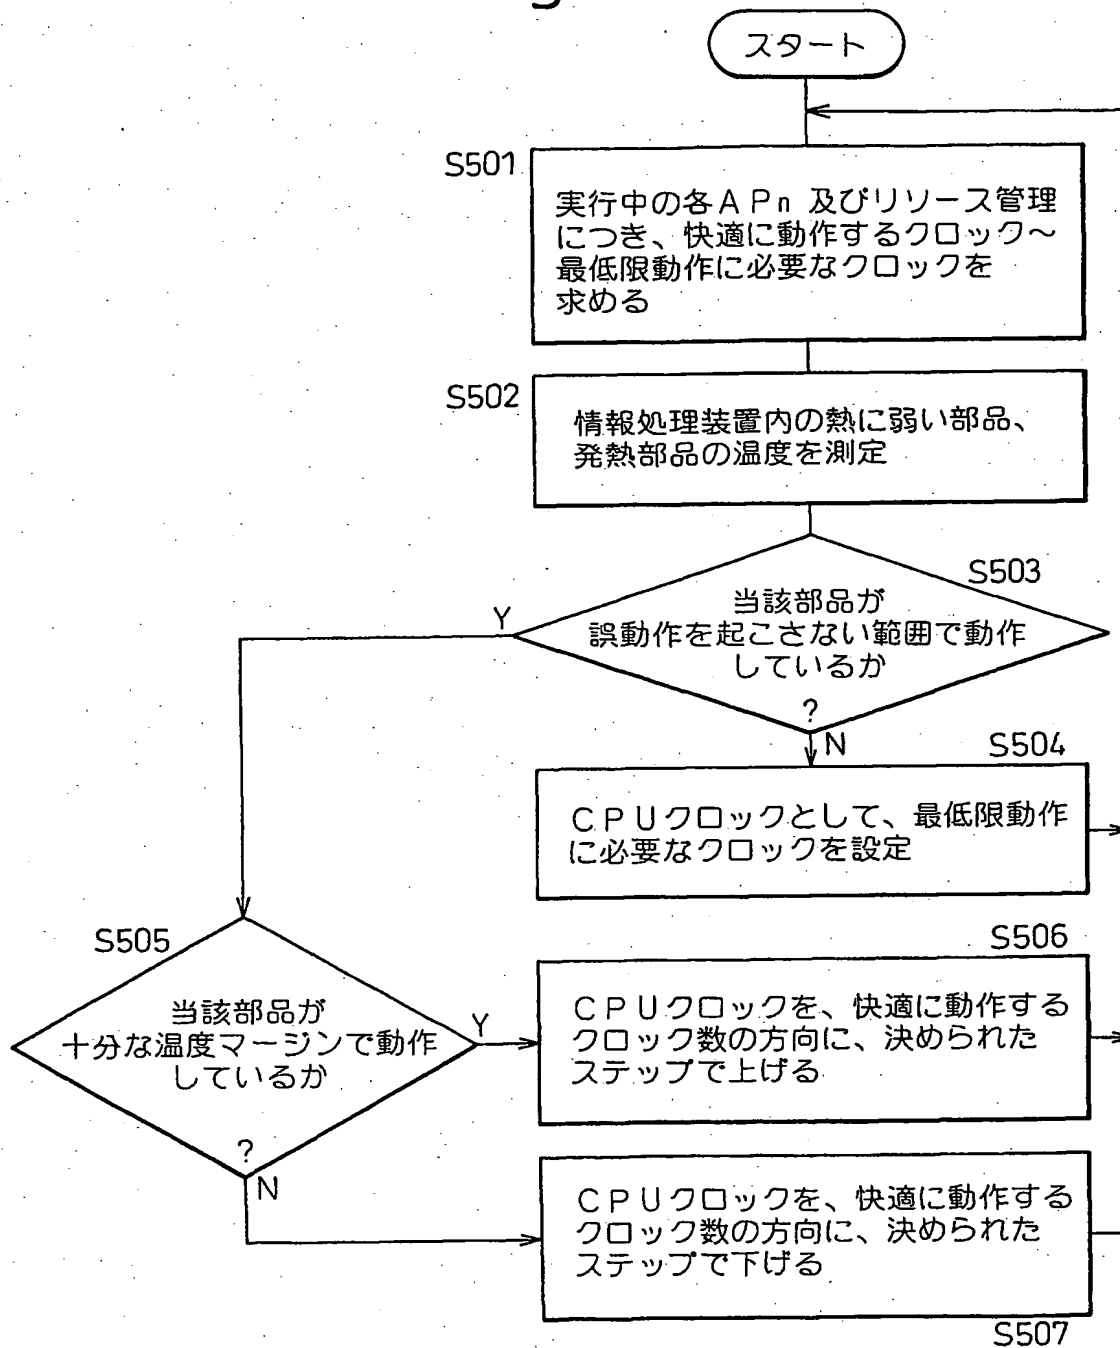 スタート
S501
実行中の各APn 及びリソース管理
につき、快適に動作するクロック～
最低限動作に必要なクロックを
求める
S502
情報処理装置内の熱に弱い部品、
発熱部品の温度を測定
S503
当該部品が
誤動作を起こさない範囲で動作
しているか
?
Y
N
S504
CPUクロックとして、最低限動作
に必要なクロックを設定
S505
当該部品が
十分な温度マージンで動作
しているか
?
Y
N
S506
CPUクロックを、快適に動作する
クロック数の方向に、決められた
ステップで上げる
CPUクロックを、快適に動作する
クロック数の方向に、決められた
ステップで下げる
S507